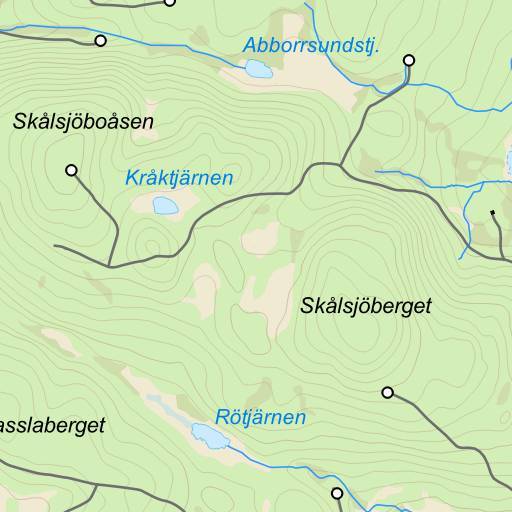 Abborrsundstj.
Skålsjöboåsen
Kråktjärnen
Skålsjöberget
Rötjärnen
asslaberget